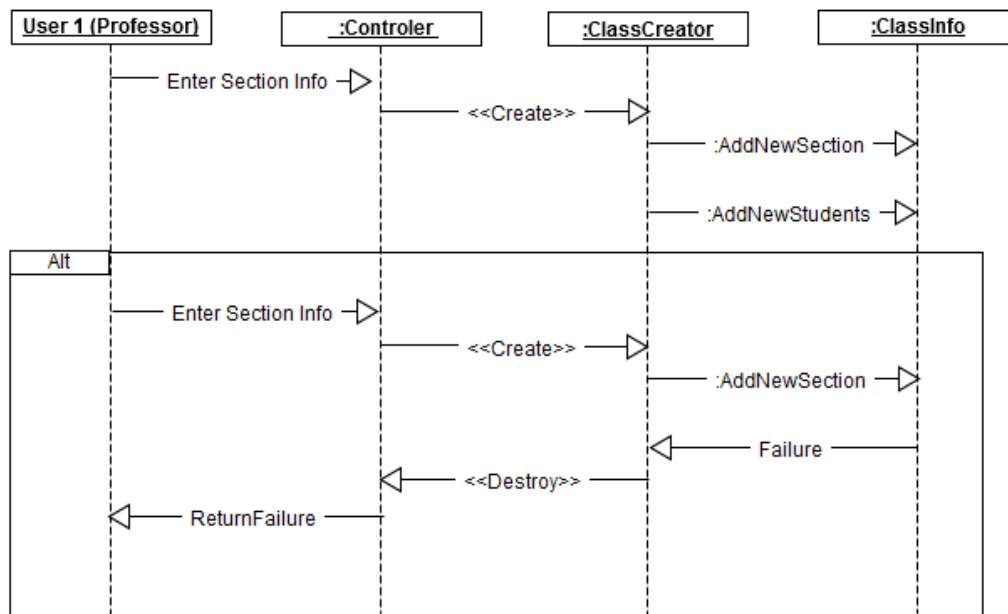 User 1 (Professor)
:Controler
:ClassCreator
:ClassInfo
Enter Section Info
<<Create>>
:AddNewSection
:AddNewStudents
Alt
Enter Section Info
<<Create>>
:AddNewSection
Failure
<<Destroy>>
ReturnFailure